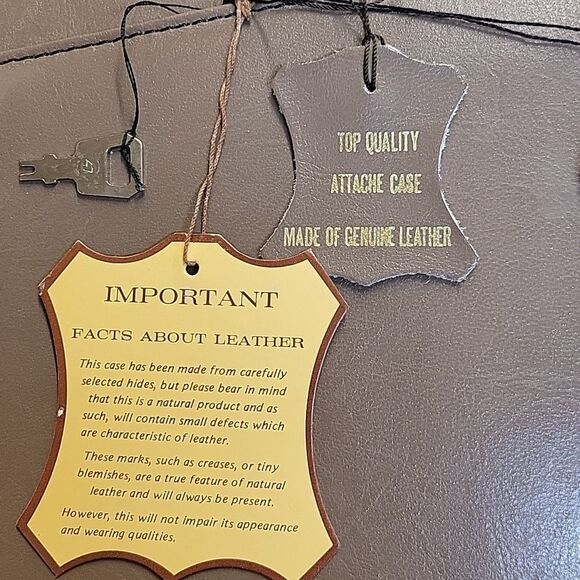 TOP QUALITY
ATTACHE CASE
MADE OF GENUINE LEATHER
IMPORTANT
FACTS ABOUT LEATHER
This case has been made from carefully
selected hides, but please bear in mind
that this is a natural product and as
such, will contain small defects which
are characteristic of leather.
These marks, such as creases, or tiny
blemishes, are a true feature of natural
leather and will always be present.
However, this will not impair its appearance
and wearing qualities.